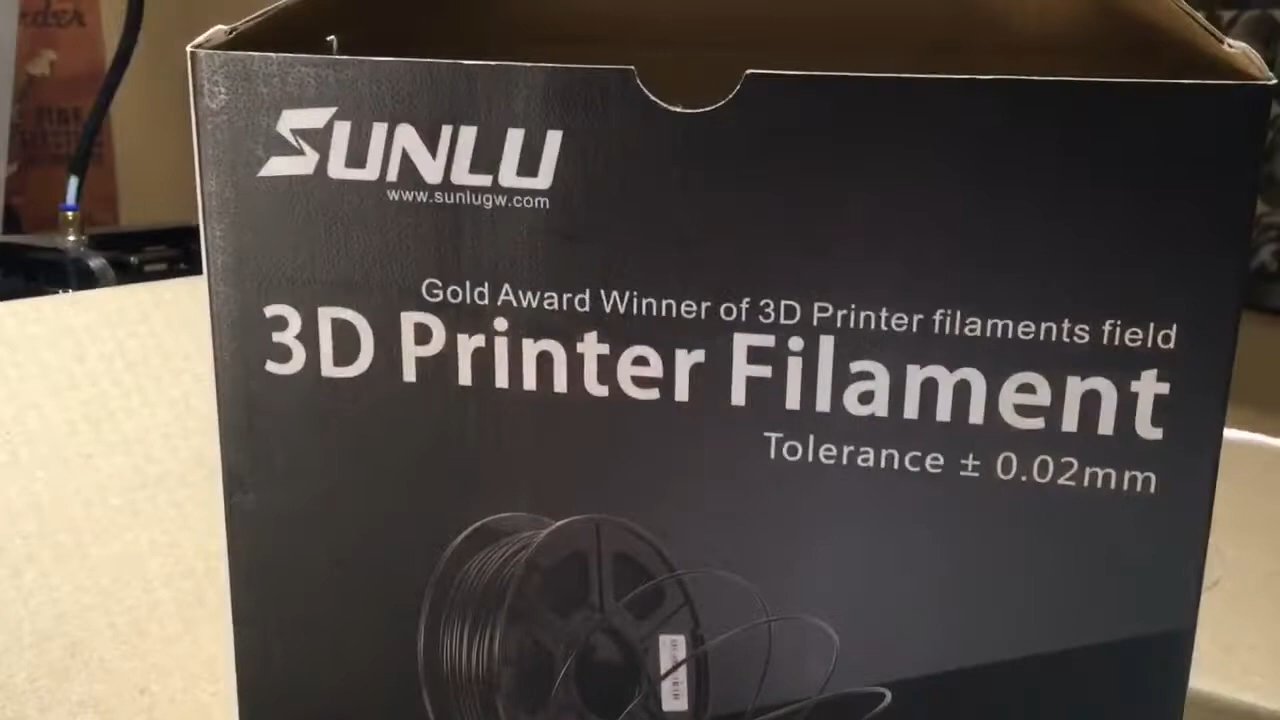 SUNLU
www.sunlugw.com
Gold Award Winner of 3D Printer filaments field
3D Printer Filament
Tolerance ± 0.02mm